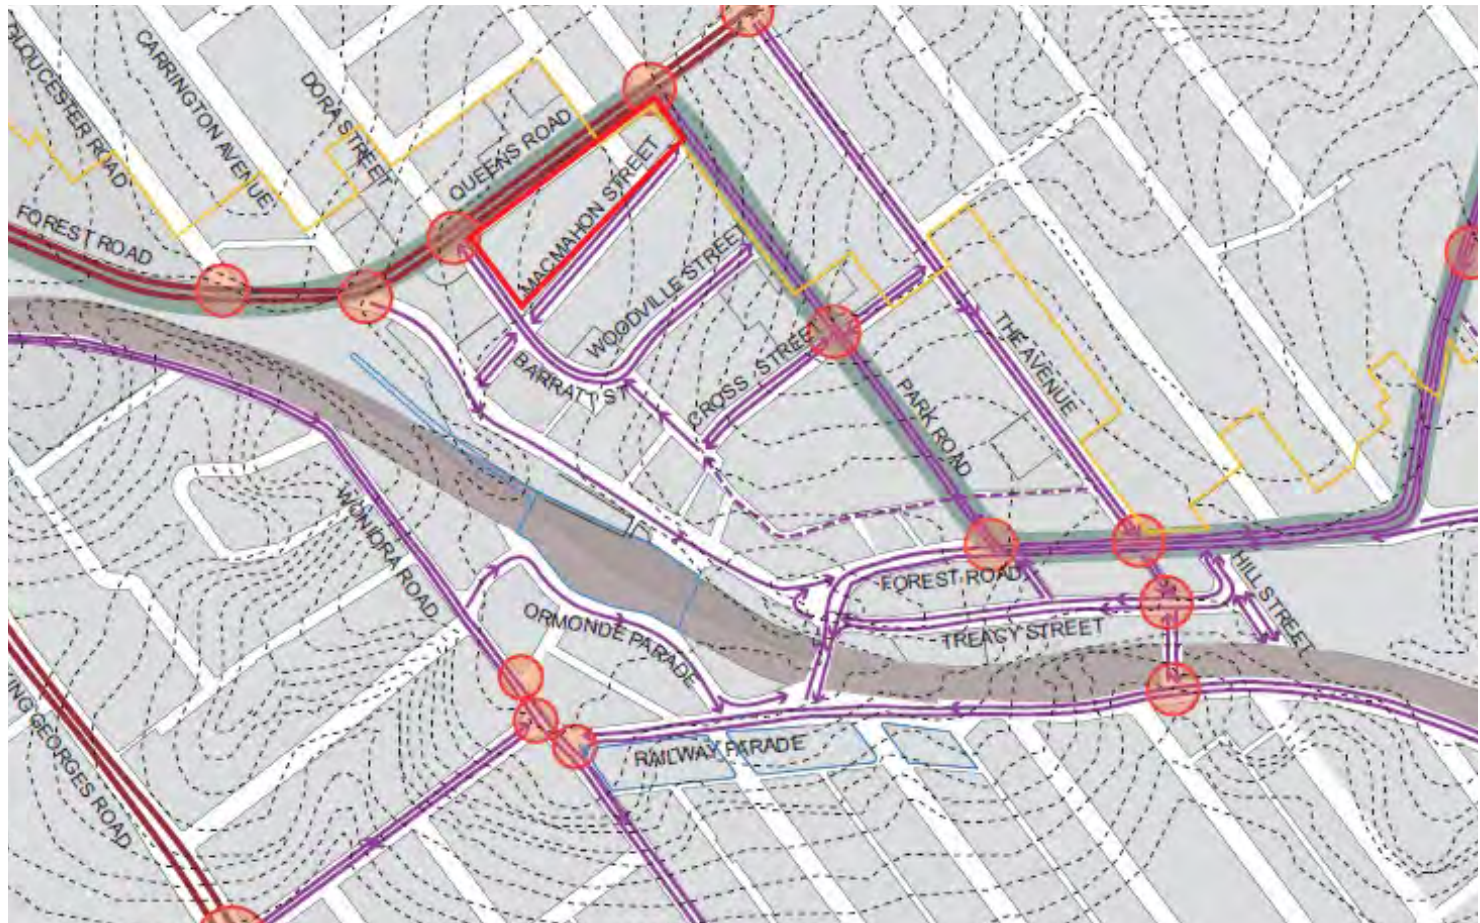 CARRINGTON AVENUE
DORA STREET
QUEENS ROAD
FOREST ROAD
MACMAHON STREET
WOODVILLE STREET
BARRATT ST
CROSS STREET
THE AVENUE
PARK ROAD
WONIORA ROAD
ORMONDE PARADE
FOREST ROAD
TREACY STREET
HILL STREET
RAILWAY PARADE
ING GEORGES ROAD
LOUCESTER ROAD